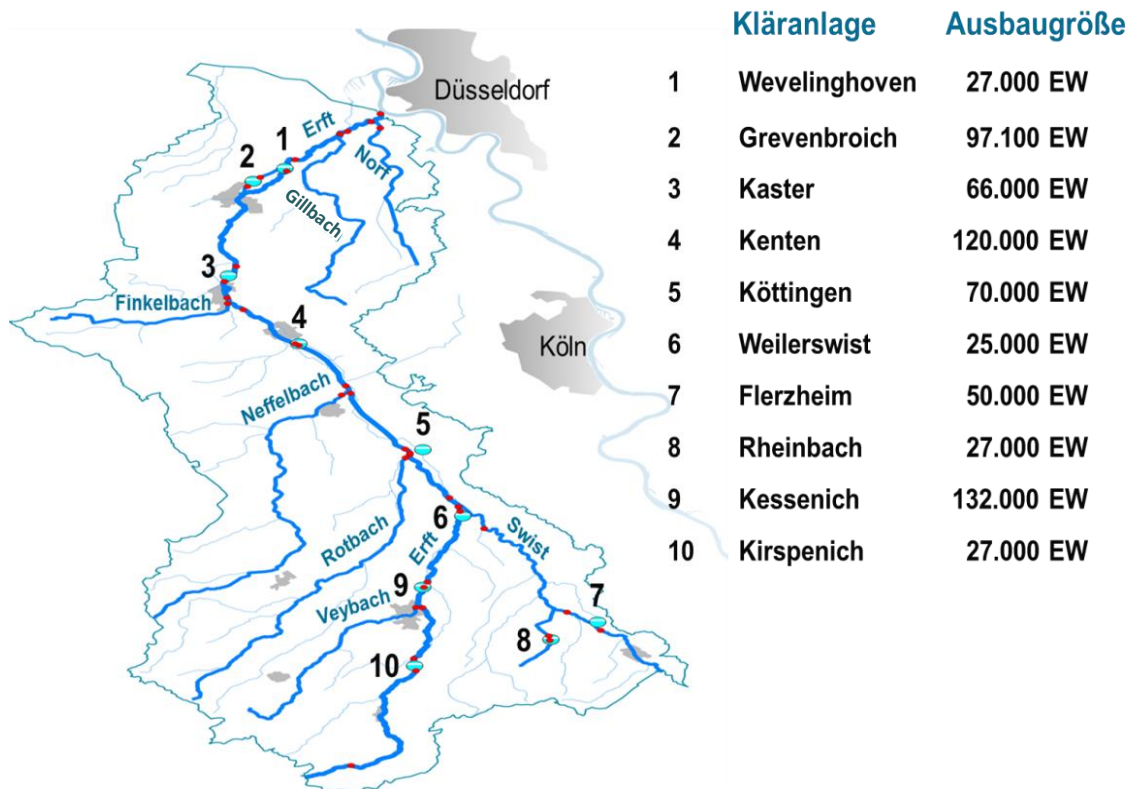 Kläranlage Ausbaugröße
1 Wevelinghoven 27.000 EW
2 Grevenbroich 97.100 EW
3 Kaster 66.000 EW
4 Kenten 120.000 EW
5 Köttingen 70.000 EW
6 Weilerswist 25.000 EW
7 Flerzheim 50.000 EW
8 Rheinbach 27.000 EW
9 Kessenich 132.000 EW
10 Kirspenich 27.000 EW
Düsseldorf
Erft
1
2
Norf
Gillbach
3
Finkelbach
4
Köln
Neffelbach
5
6
Swist
Rotbach
Erft
9
Veybach
7
8
10